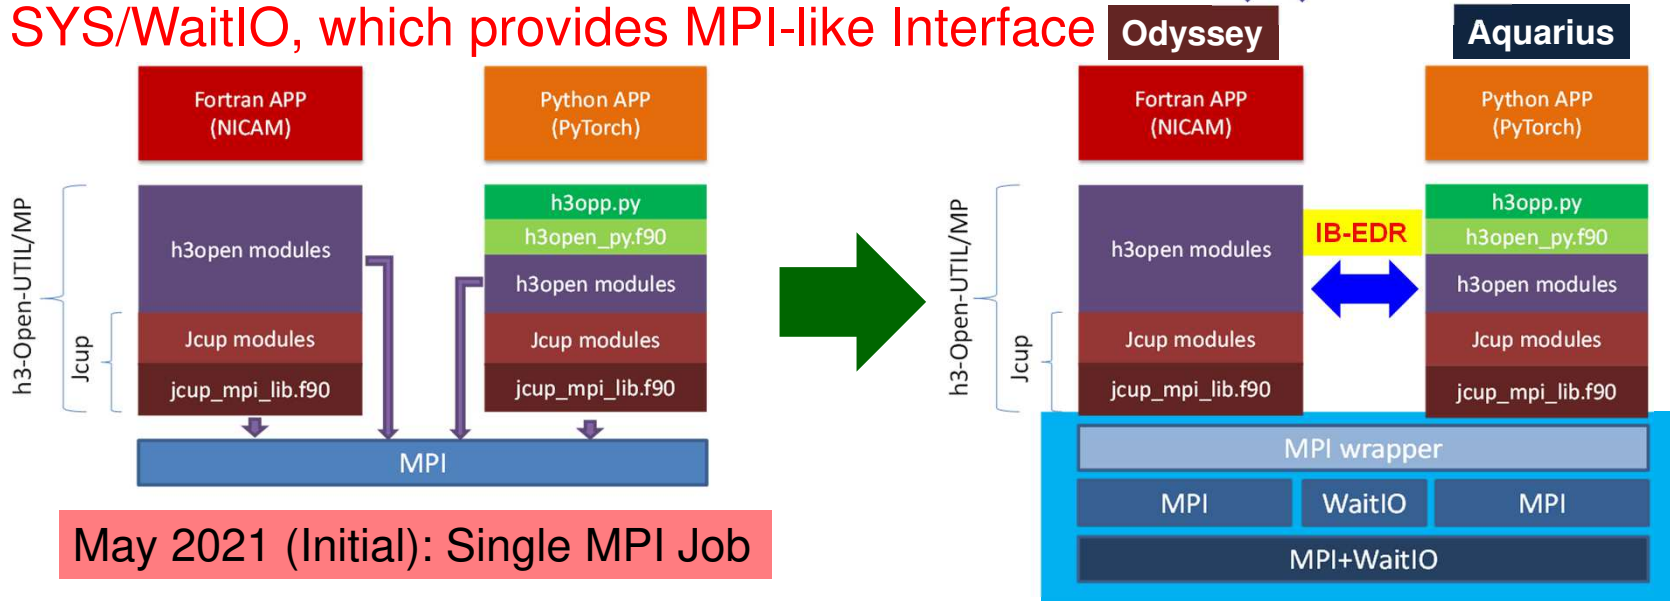 SYS/WaitIO, which provides MPI-like Interface
Odyssey
Aquarius
Fortran APP
(NICAM)
Python APP
(PyTorch)
Fortran APP
(NICAM)
Python APP
(PyTorch)
h3-Open-UTIL/MP
Jcup
h3open modules
Jcup modules
jcup_mpi_lib.f90
h3opp.py
h3open_py.f90
h3open modules
Jcup modules
jcup_mpi_lib.f90
MPI
May 2021 (Initial): Single MPI Job
h3-Open-UTIL/MP
Jcup
h3open modules
Jcup modules
jcup_mpi_lib.f90
IB-EDR
h3opp.py
h3open_py.f90
h3open modules
Jcup modules
jcup_mpi_lib.f90
MPI wrapper
MPI
WaitIO
MPI
MPI+WaitIO